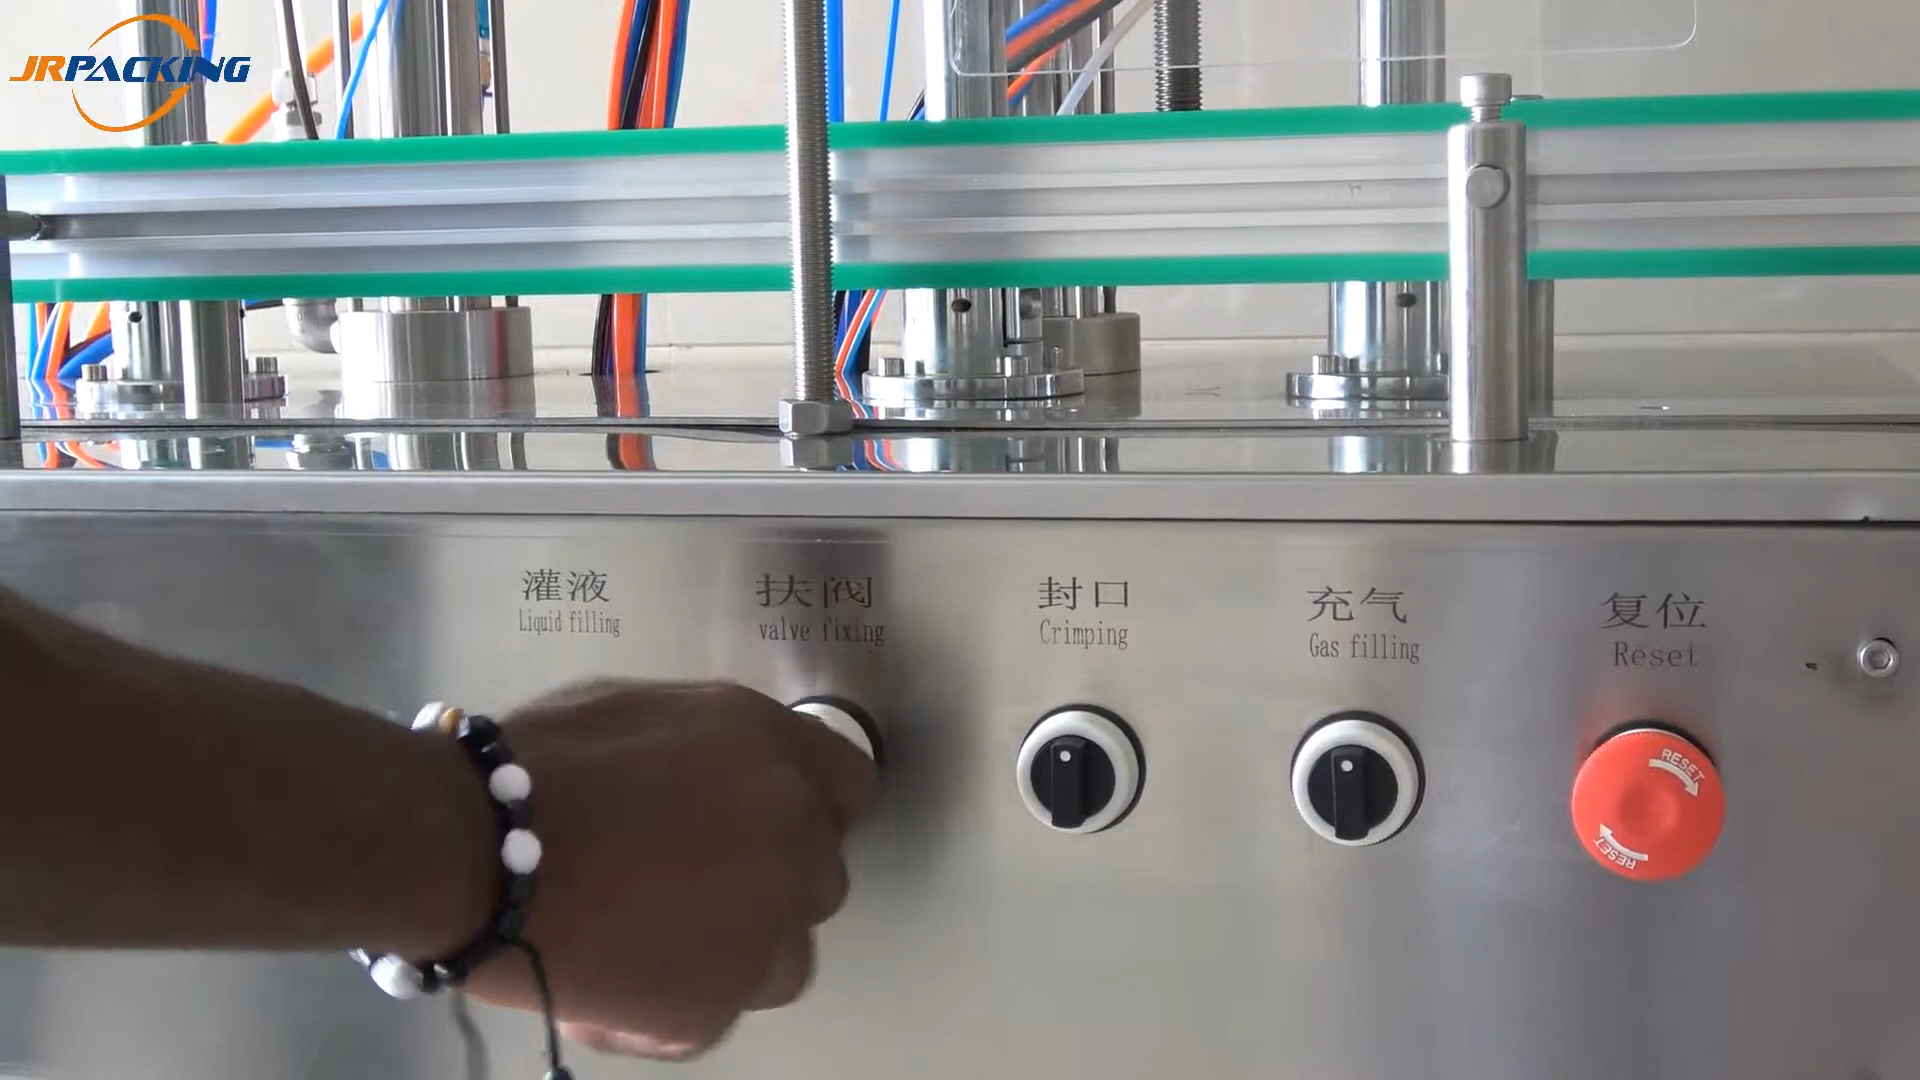 JRPACKING
灌液
Liquid filling
扶阀
valve fixing
封口
Crimping
充气
Gas filling
复位
Reset
RESET
RESET